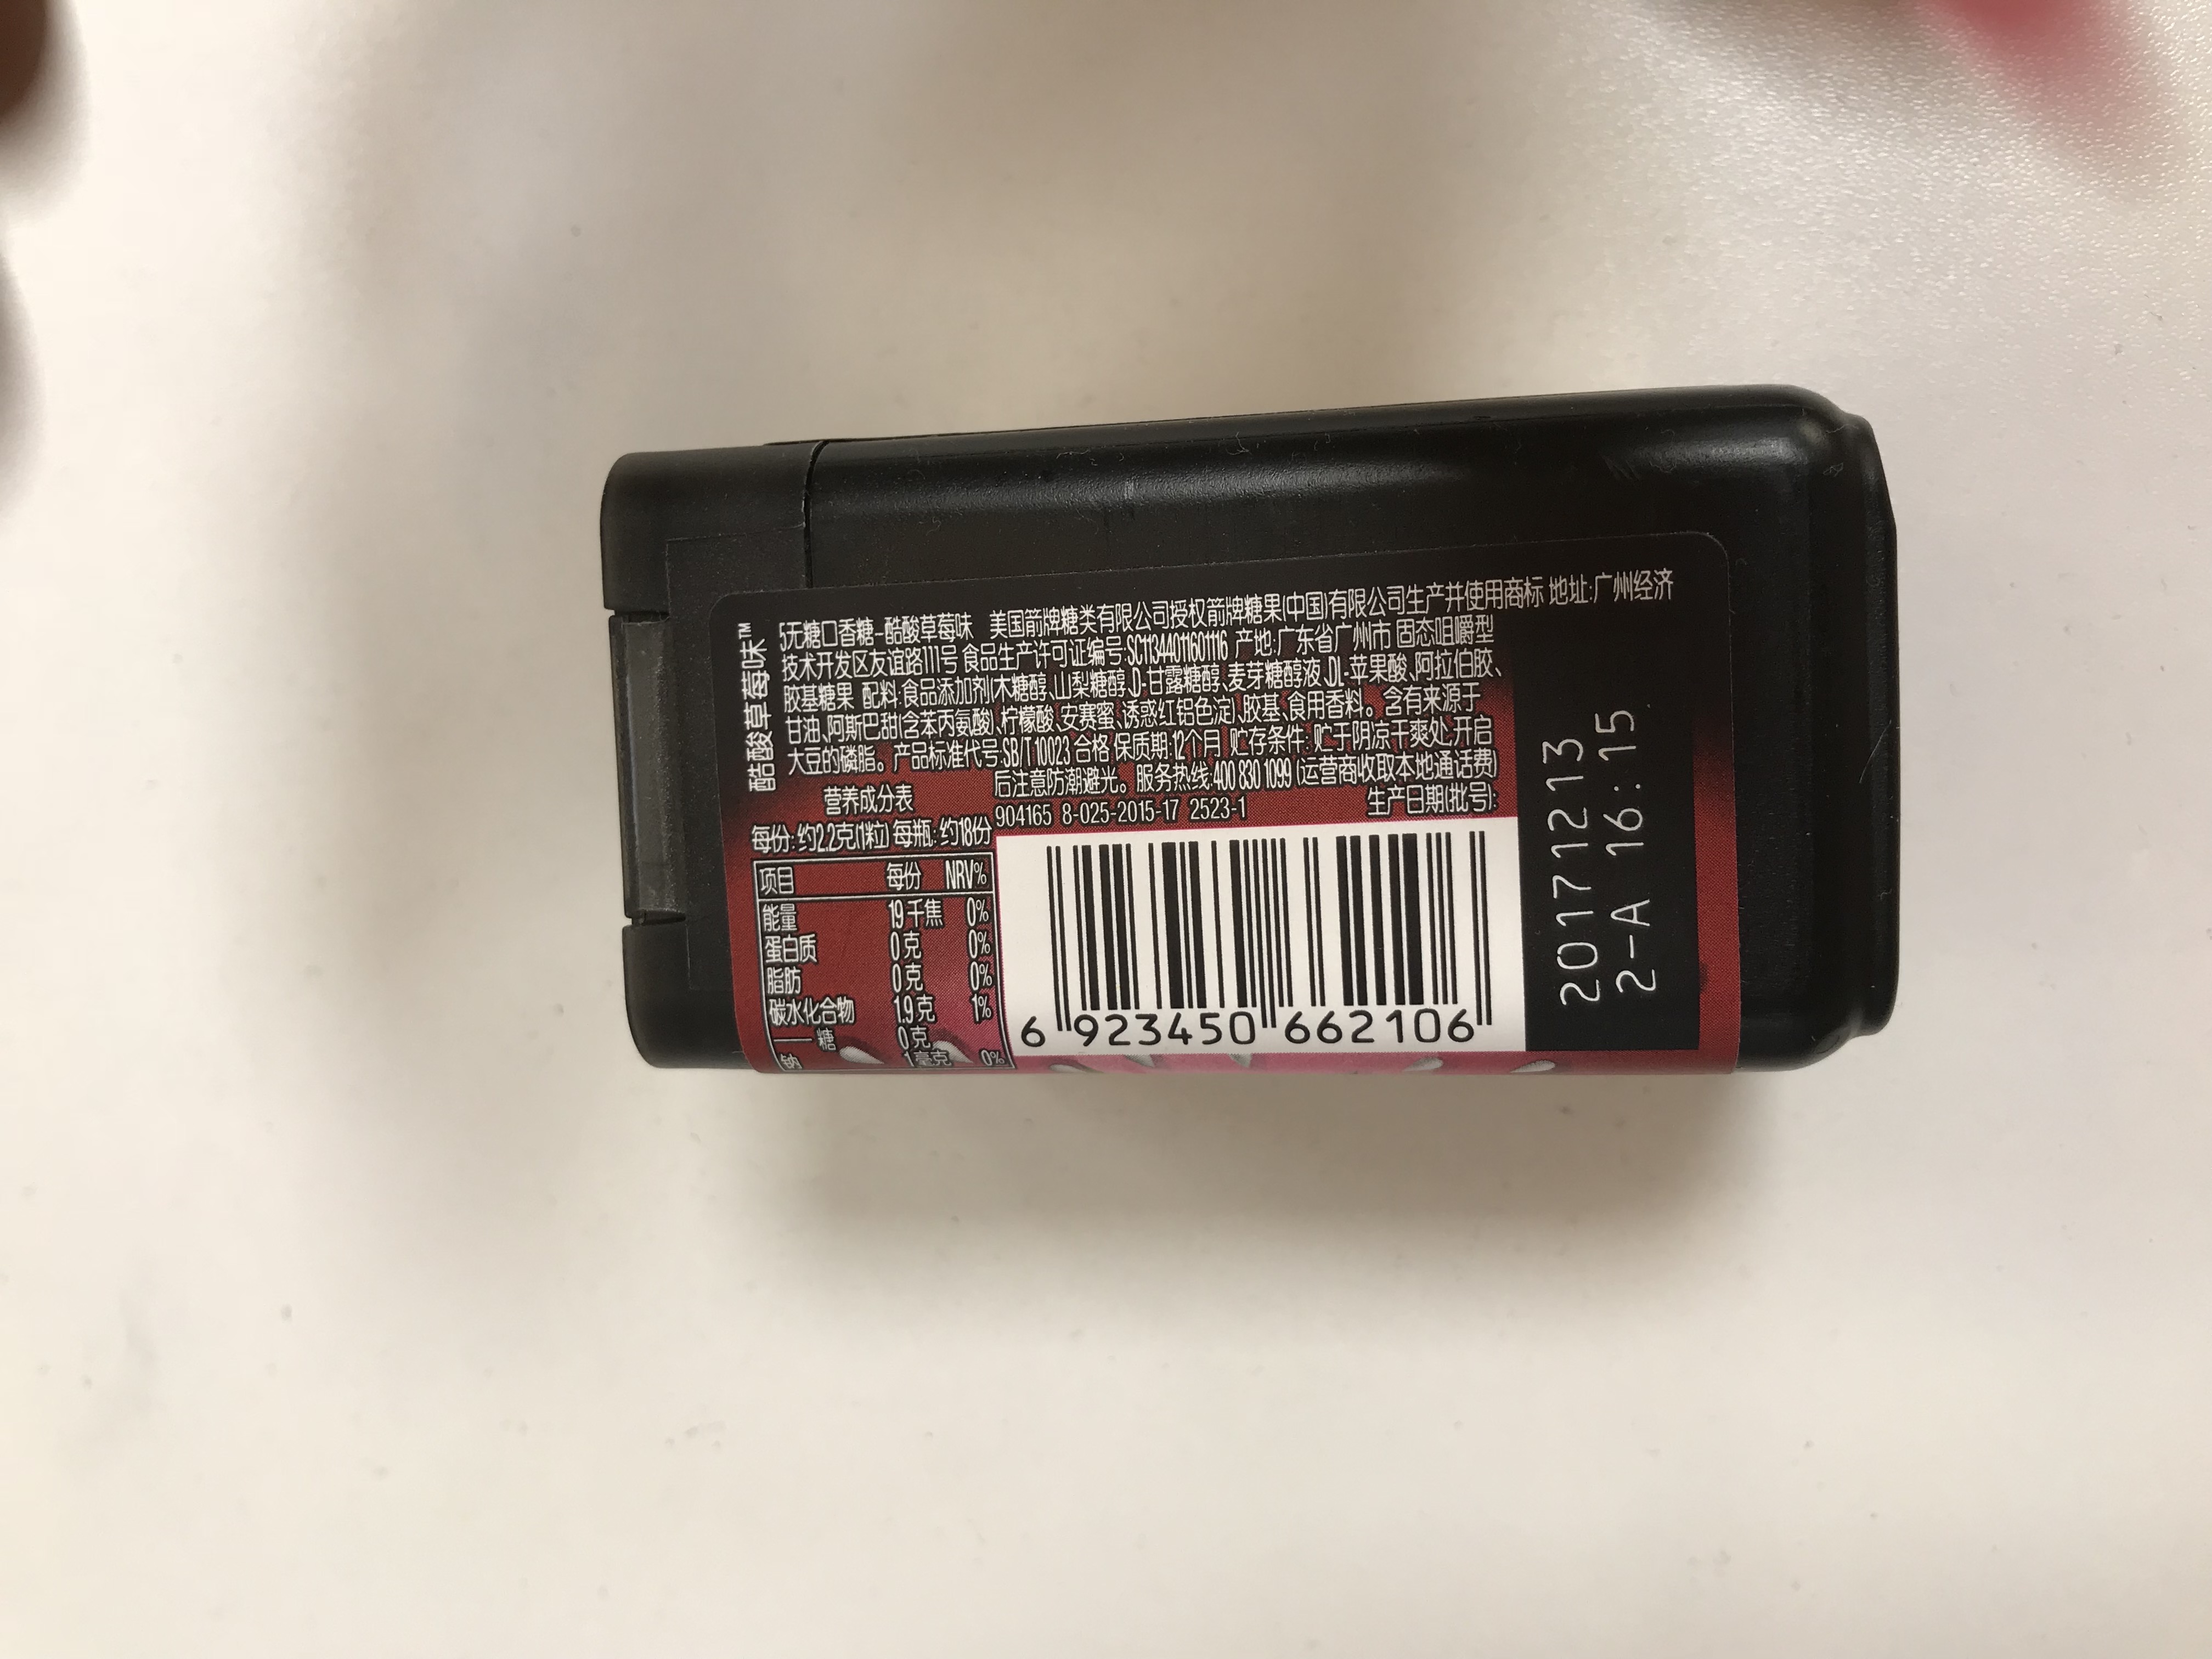 酷酸草莓味™
5无糖口香糖-酷酸草莓味 美国箭牌糖类有限公司授权箭牌糖果(中国)有限公司生产并使用商标 地址:广州经济
技术开发区友谊路111号 食品生产许可证编号:SC11344011601116 产地:广东省广州市 固态咀嚼型
胶基糖果 配料:食品添加剂(木糖醇、山梨糖醇、D-甘露糖醇、麦芽糖醇液、DL-苹果酸、阿拉伯胶、
甘油、阿斯巴甜(含苯丙氨酸)、柠檬酸、安赛蜜、诱惑红铝色淀)、胶基、食用香料。含有来源于
大豆的磷脂。产品标准代号:SB/T 10023 合格 保质期:12个月 贮存条件: 贮于阴凉干爽处,开启
后注意防潮避光。服务热线:400 830 1099 (运营商收取本地通话费)
904165 8-025-2015-17 2523-1
生产日期(批号):
营养成分表
每份: 约2.2克(1粒) 每瓶: 约18份
项目 每份 NRV%
能量 19千焦 0%
蛋白质 0克 0%
脂肪 0克 0%
碳水化合物 1.9克 1%
——糖 0克
钠 1毫克 0%
6 923450 662106
20171213
2-A 16:15